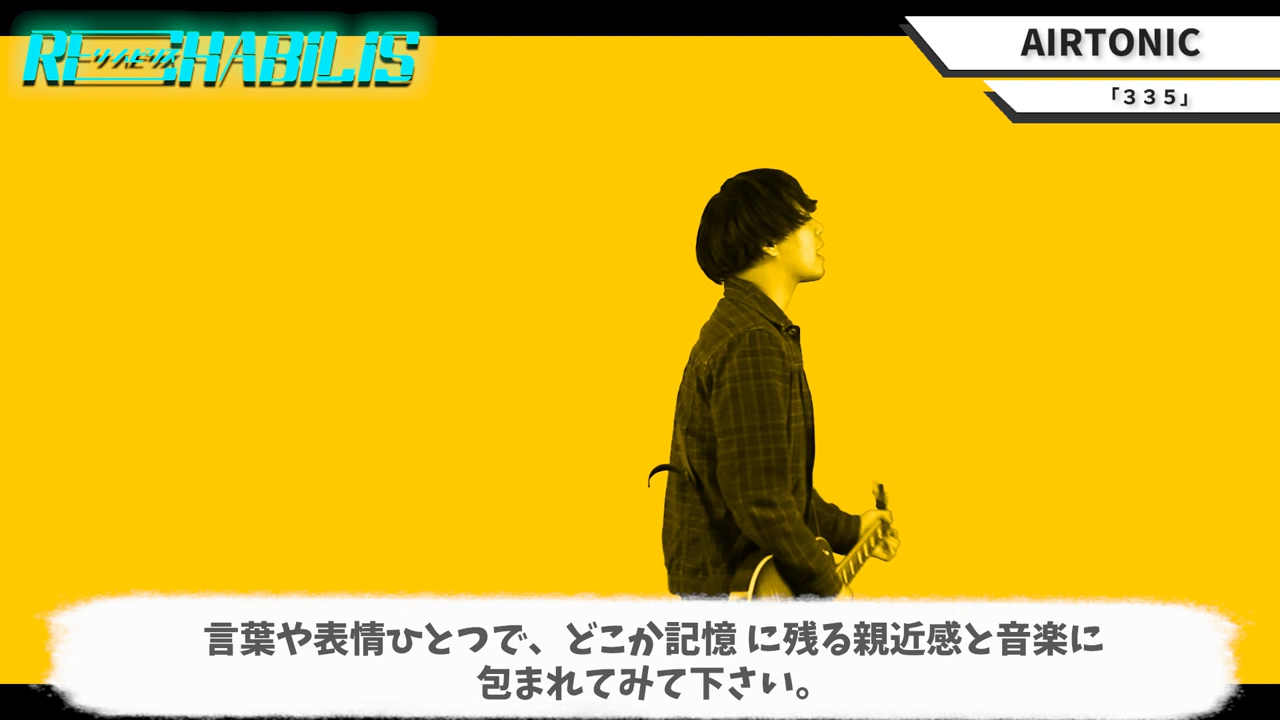 RE:HABILIS
リハビリス
AIRTONIC
「３３５」
言葉や表情ひとつで、どこか記憶に残る親近感と音楽に
包まれてみて下さい。